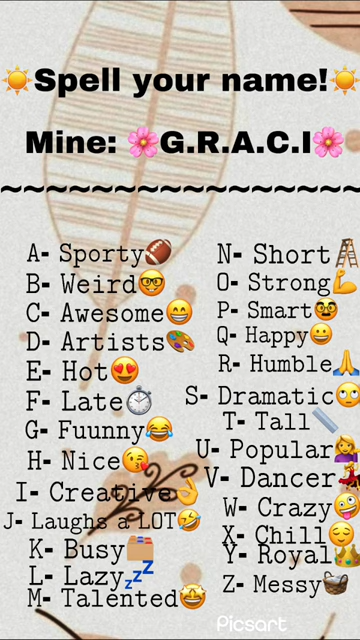 ☀️Spell your name!☀️
Mine: 🌸G.R.A.C.I🌸
~~~~~~~~~~~~~~~~~~~~
A- Sporty🏈
B- Weird🤓
C- Awesome😁
D- Artists🎨
E- Hot😍
F- Late⏱️
G- Fuunny😂
H- Nice😘
I- Creative👌
J- Laughs a LOT🤣
K- Busy🗂️
L- Lazy💤
M- Talented🤩
N- Short🪜
O- Strong💪
P- Smart🥸
Q- Happy😀
R- Humble🙏
S- Dramatic🙄
T- Tall📏
U- Popular💁‍♀️
V- Dancer💃
W- Crazy🤪
X- Chill😌
Y- Royal👑
Z- Messy🧺
Picsart